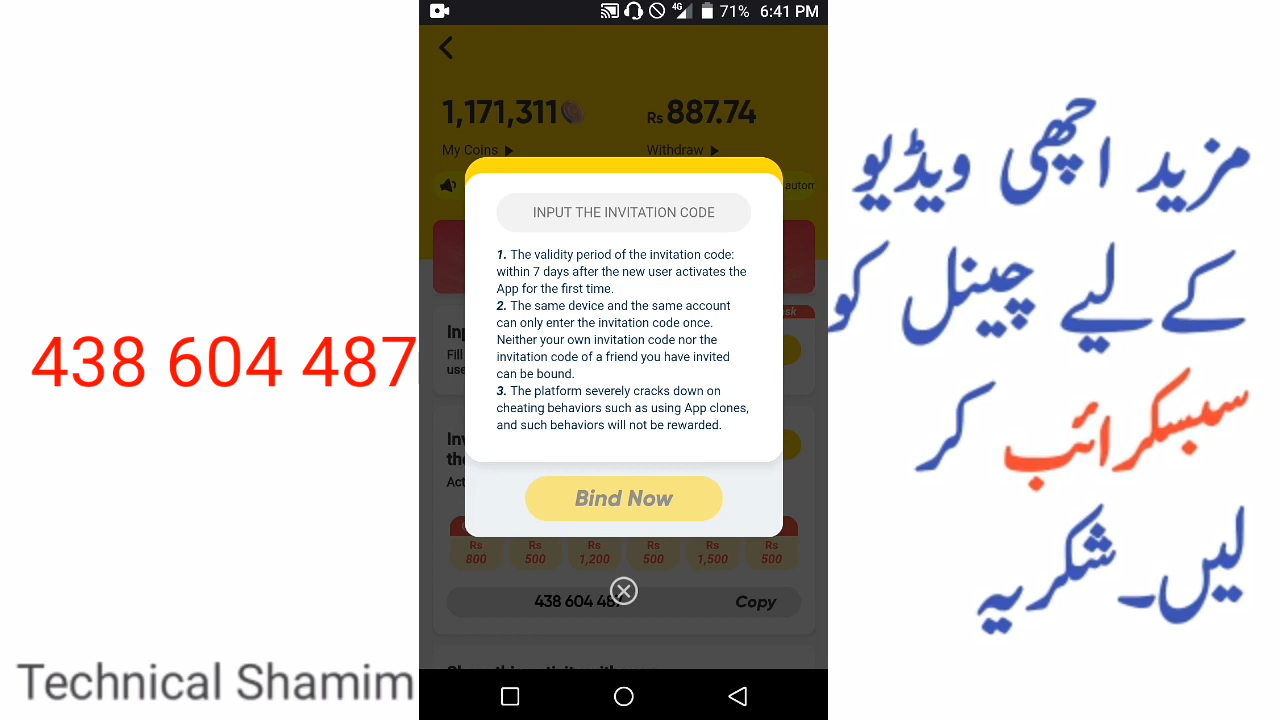 4G 71% 6:41 PM
1,171,311 Rs 887.74
My Coins Withdraw
autom
INPUT THE INVITATION CODE
1. The validity period of the invitation code:
within 7 days after the new user activates the
App for the first time.
2. The same device and the same account
can only enter the invitation code once.
Neither your own invitation code nor the
invitation code of a friend you have invited
can be bound.
3. The platform severely cracks down on
cheating behaviors such as using App clones,
and such behaviors will not be rewarded.
Bind Now
Rs Rs Rs Rs Rs Rs
800 500 1,200 500 1,500 500
438 604 487 Copy
438 604 487
Technical Shamim
مزید اچھی ویڈیو
کے لیے چینل کو
سبسکرائب کر
لیں۔ شکریہ